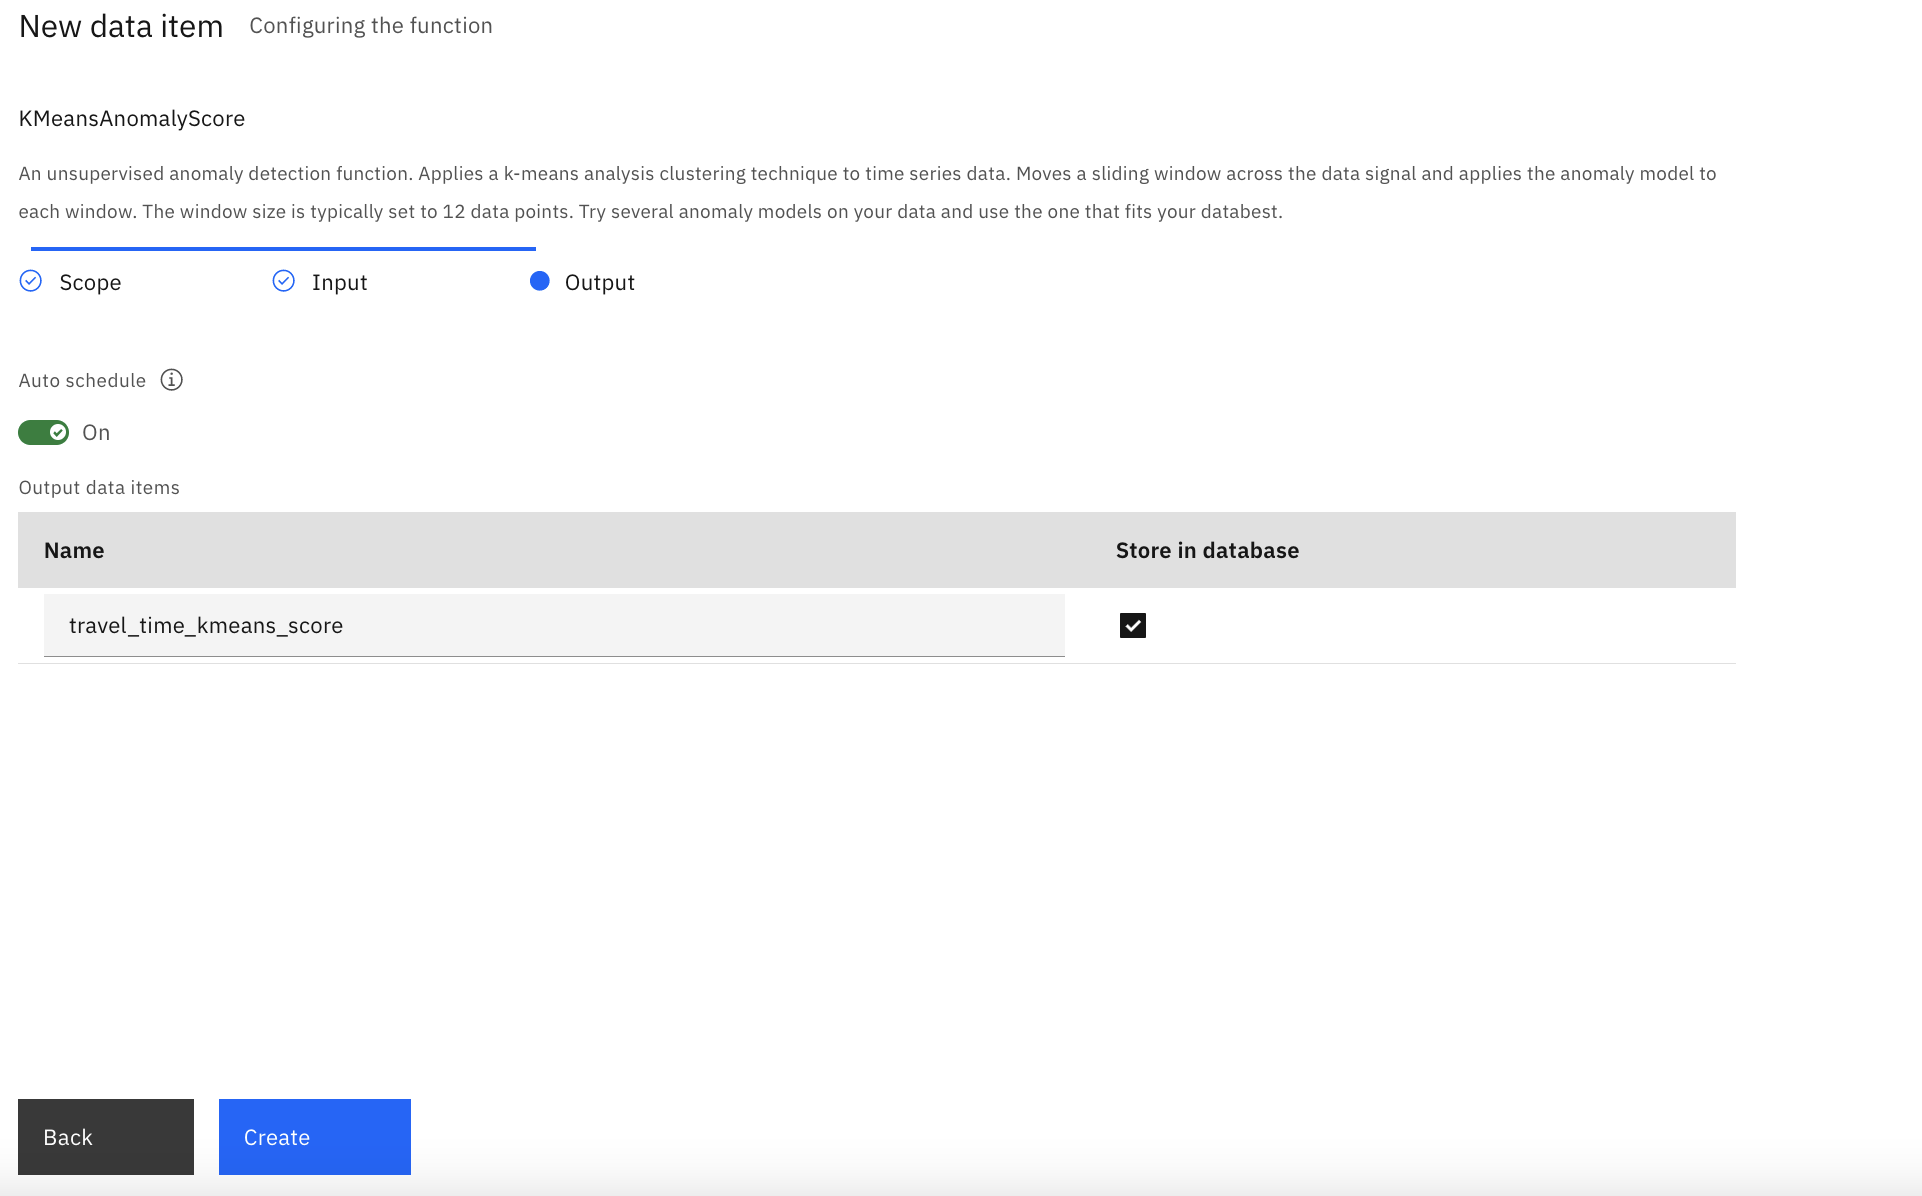 New data item Configuring the function
KMeansAnomalyScore
An unsupervised anomaly detection function. Applies a k-means analysis clustering technique to time series data. Moves a sliding window across the data signal and applies the anomaly model to
each window. The window size is typically set to 12 data points. Try several anomaly models on your data and use the one that fits your databest.
Scope Input Output
Auto schedule
On
Output data items
Name Store in database
travel_time_kmeans_score
Back Create